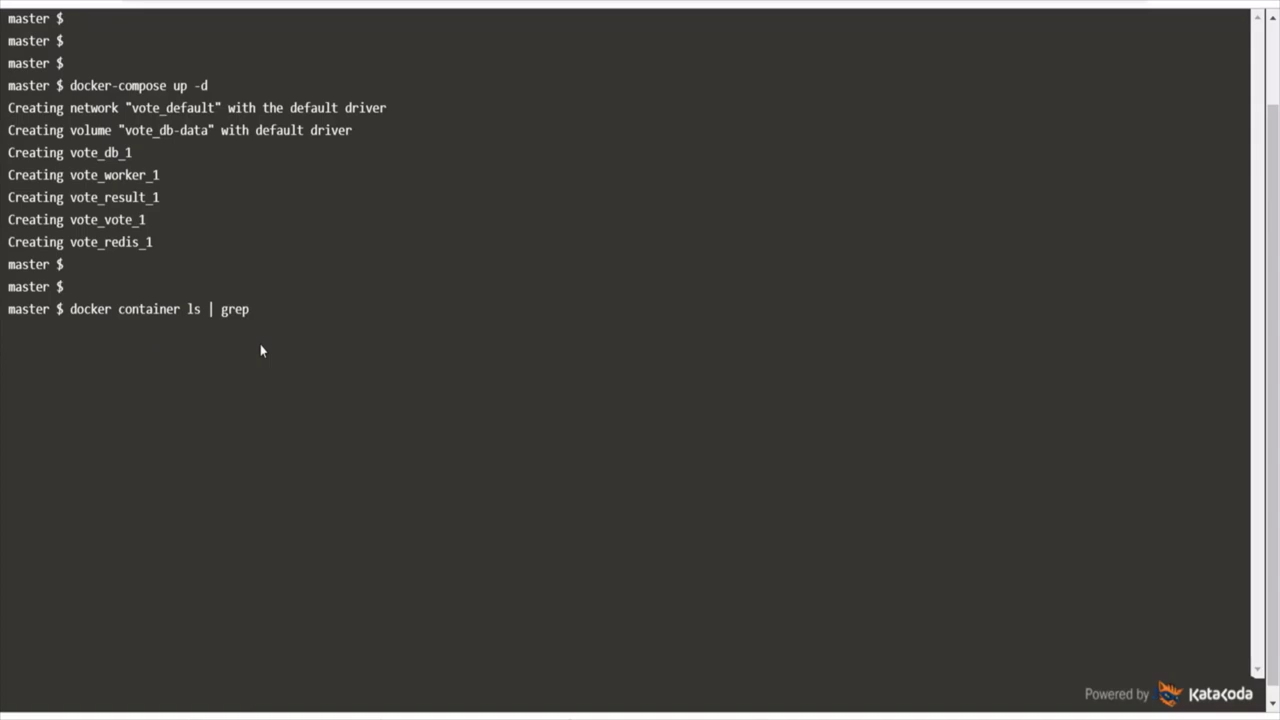 master $
master $
master $
master $ docker-compose up -d
Creating network "vote_default" with the default driver
Creating volume "vote_db-data" with default driver
Creating vote_db_1
Creating vote_worker_1
Creating vote_result_1
Creating vote_vote_1
Creating vote_redis_1
master $
master $
master $ docker container ls | grep
Powered by Katacoda